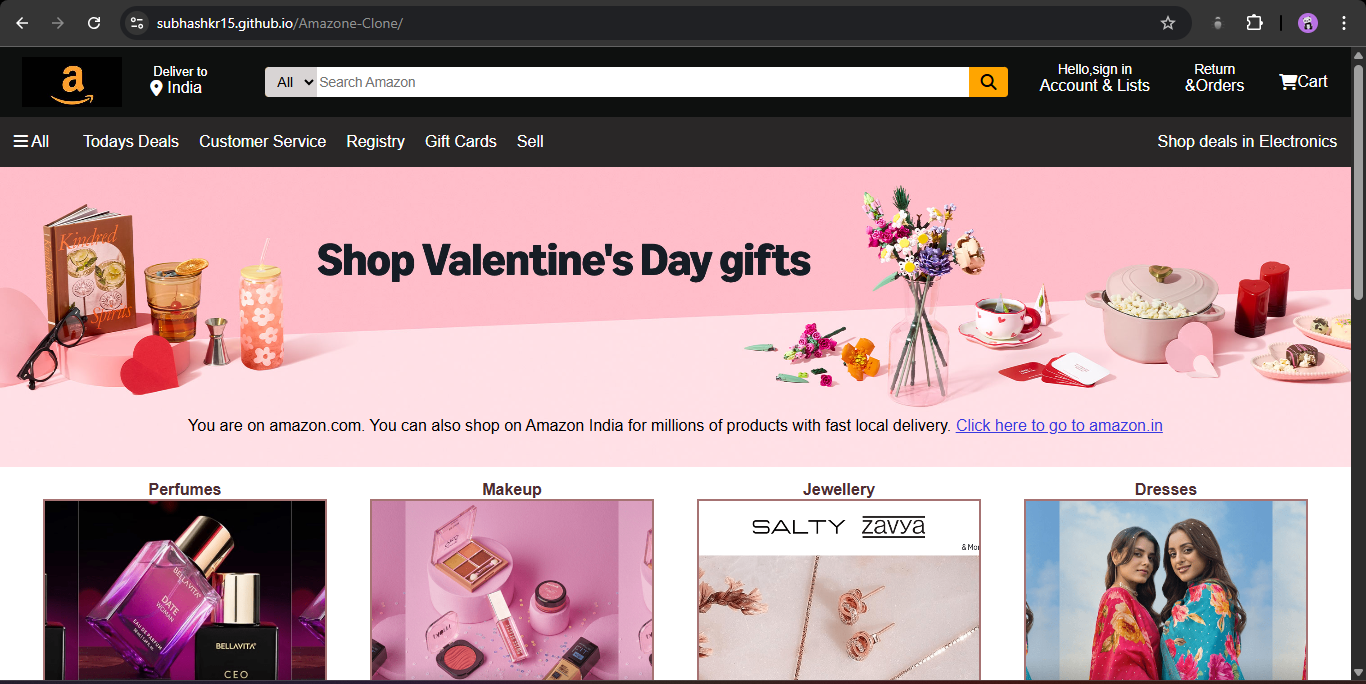 subhashkr15.github.io/Amazone-Clone/
a
Deliver to
India
All
Search Amazon
Hello,sign in
Account & Lists
Return
&Orders
Cart
All
Todays Deals
Customer Service
Registry
Gift Cards
Sell
Shop deals in Electronics
Kindred
Spirits
Shop Valentine's Day gifts
You are on amazon.com. You can also shop on Amazon India for millions of products with fast local delivery. Click here to go to amazon.in
Perfumes
Makeup
Jewellery
Dresses
BELLAVITA
DATE
WOMAN
BELLAVITA
CEO
SALTY
zavya
& Mor